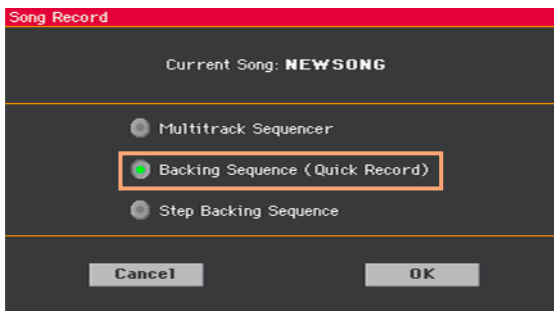 Song Record
Current Song: NEWSONG
Multitrack Sequencer
Backing Sequence (Quick Record)
Step Backing Sequence
Cancel OK